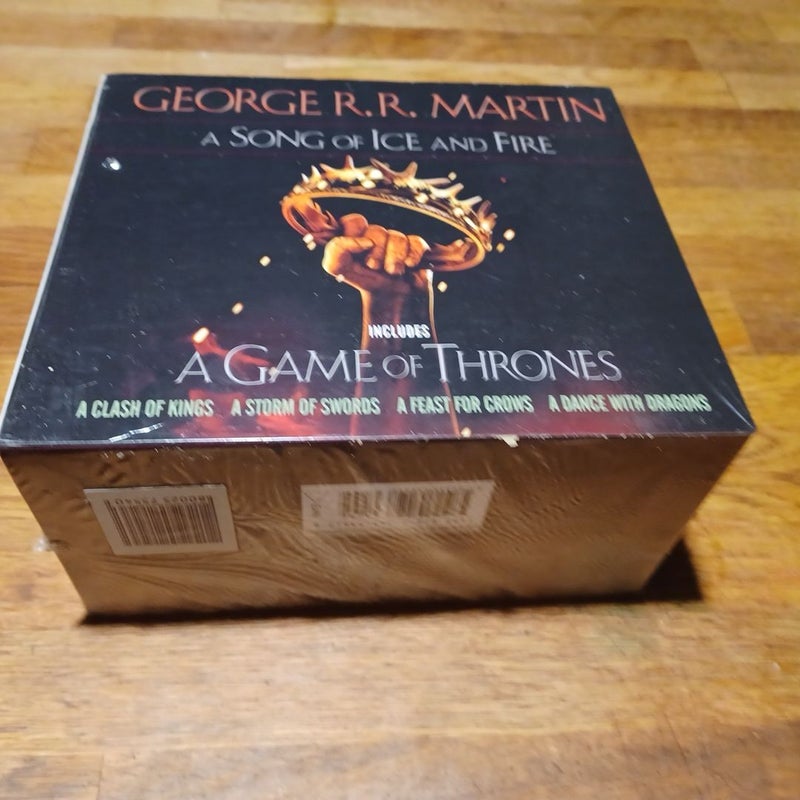 GEORGE R.R. MARTIN
A SONG OF ICE AND FIRE
INCLUDES
A GAME OF THRONES
A CLASH OF KINGS A STORM OF SWORDS A FEAST FOR CROWS A DANCE WITH DRAGONS